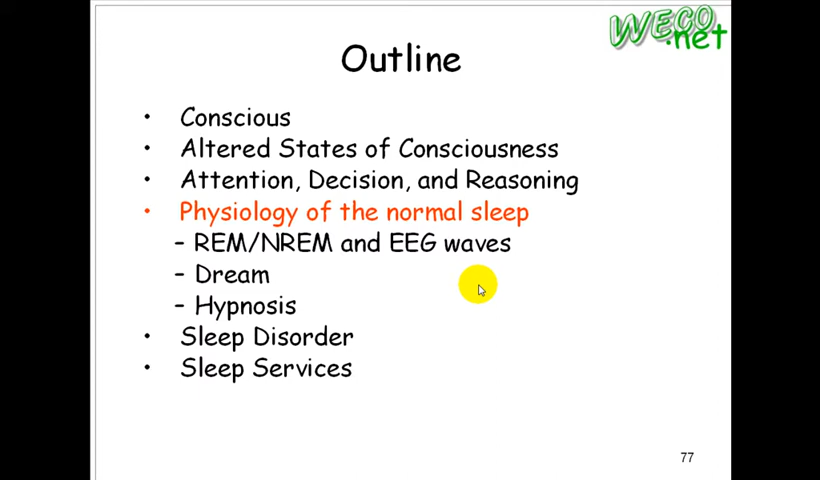 WECO
.net
Outline
• Conscious
• Altered States of Consciousness
• Attention, Decision, and Reasoning
• Physiology of the normal sleep
– REM/NREM and EEG waves
– Dream
– Hypnosis
• Sleep Disorder
• Sleep Services
77